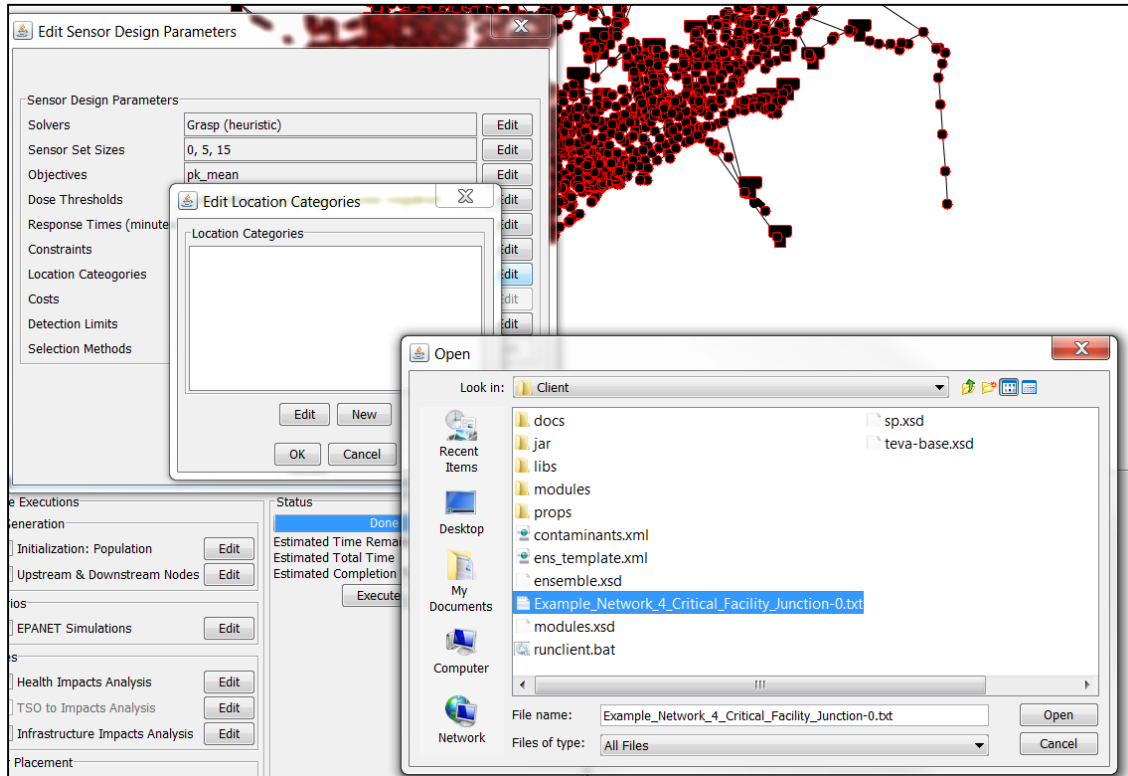 Edit Sensor Design Parameters
Sensor Design Parameters
Solvers Grasp (heuristic) Edit
Sensor Set Sizes 0, 5, 15 Edit
Objectives pk_mean Edit
Dose Thresholds Edit
Response Times (minute Edit
Constraints Edit
Location Cateogories Edit
Costs Edit
Detection Limits Edit
Selection Methods
Edit Location Categories
Location Categories
Edit New
OK Cancel
Open
Look in: Client
Recent Items
Desktop
My Documents
Computer
Network
docs
jar
libs
modules
props
contaminants.xml
ens_template.xml
ensemble.xsd
Example_Network_4_Critical_Facility_Junction-0.txt
modules.xsd
runclient.bat
sp.xsd
teva-base.xsd
File name: Example_Network_4_Critical_Facility_Junction-0.txt Open
Files of type: All Files Cancel
e Executions
Generation
Initialization: Population Edit
Upstream & Downstream Nodes Edit
rios
EPANET Simulations Edit
es
Health Impacts Analysis Edit
TSO to Impacts Analysis Edit
Infrastructure Impacts Analysis Edit
Placement
Status
Done
Estimated Time Remai
Estimated Total Time
Estimated Completion
Execute